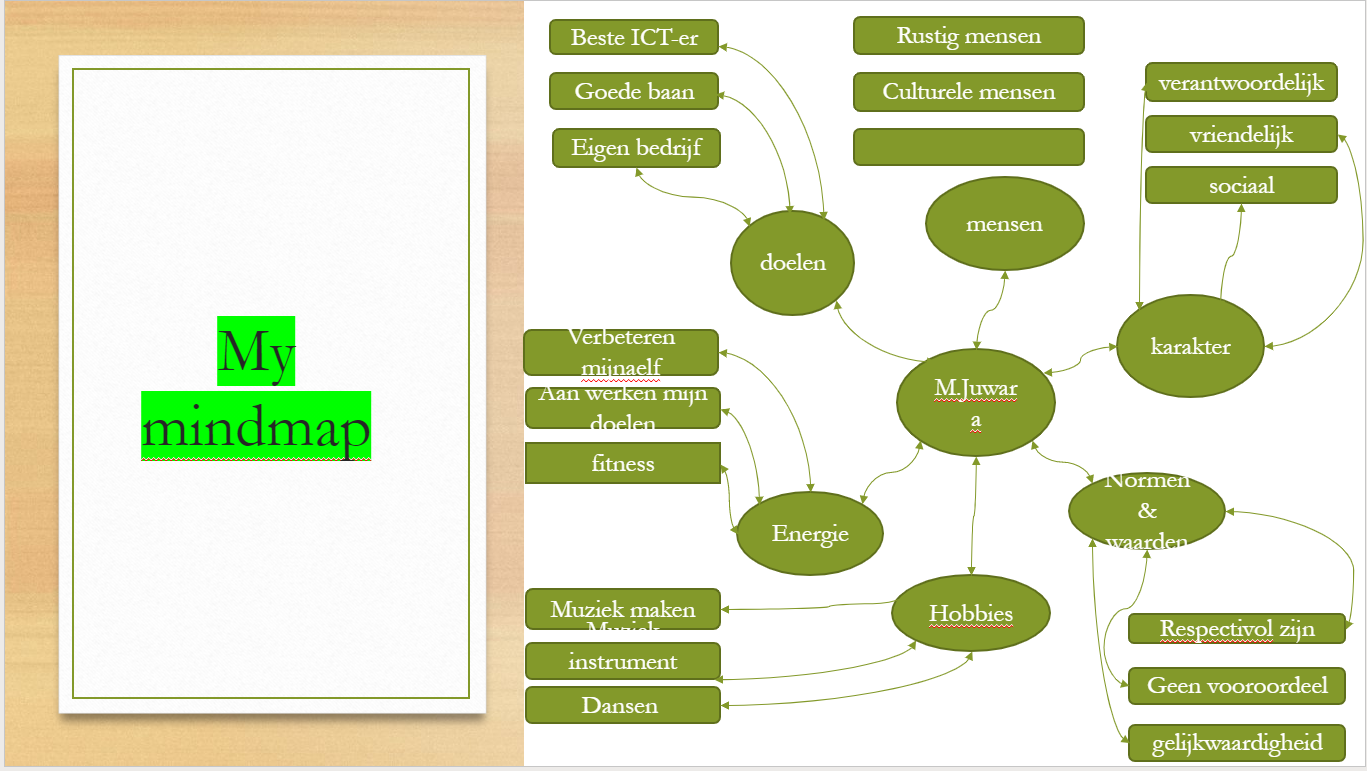 My
mindmap
Beste ICT-er
Goede baan
Eigen bedrijf
doelen
Rustig mensen
Culturele mensen
mensen
verantwoordelijk
vriendelijk
sociaal
karakter
M.Juwar
a
Verbeteren
mijnaelf
Aan werken mijn
doelen
fitness
Energie
Muziek maken
Muziek
instrument
Dansen
Hobbies
Normen
&
waarden
Respectivol zijn
Geen vooroordeel
gelijkwaardigheid